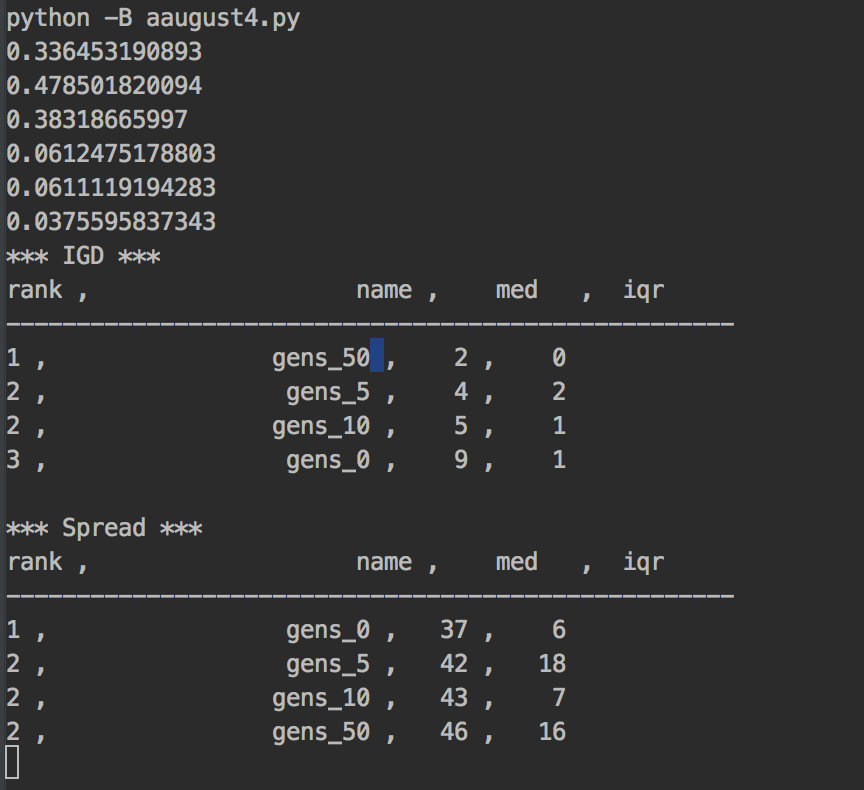 python -B aaugust4.py
0.336453190893
0.478501820094
0.38318665997
0.0612475178803
0.0611119194283
0.0375595837343
*** IGD ***
rank ,                   name ,    med   ,  iqr
----------------------------------------------------
1 ,                gens_50 ,    2 ,    0
2 ,                 gens_5 ,    4 ,    2
2 ,                gens_10 ,    5 ,    1
3 ,                 gens_0 ,    9 ,    1

*** Spread ***
rank ,                   name ,    med   ,  iqr
----------------------------------------------------
1 ,                 gens_0 ,   37 ,    6
2 ,                 gens_5 ,   42 ,   18
2 ,                gens_10 ,   43 ,    7
2 ,                gens_50 ,   46 ,   16